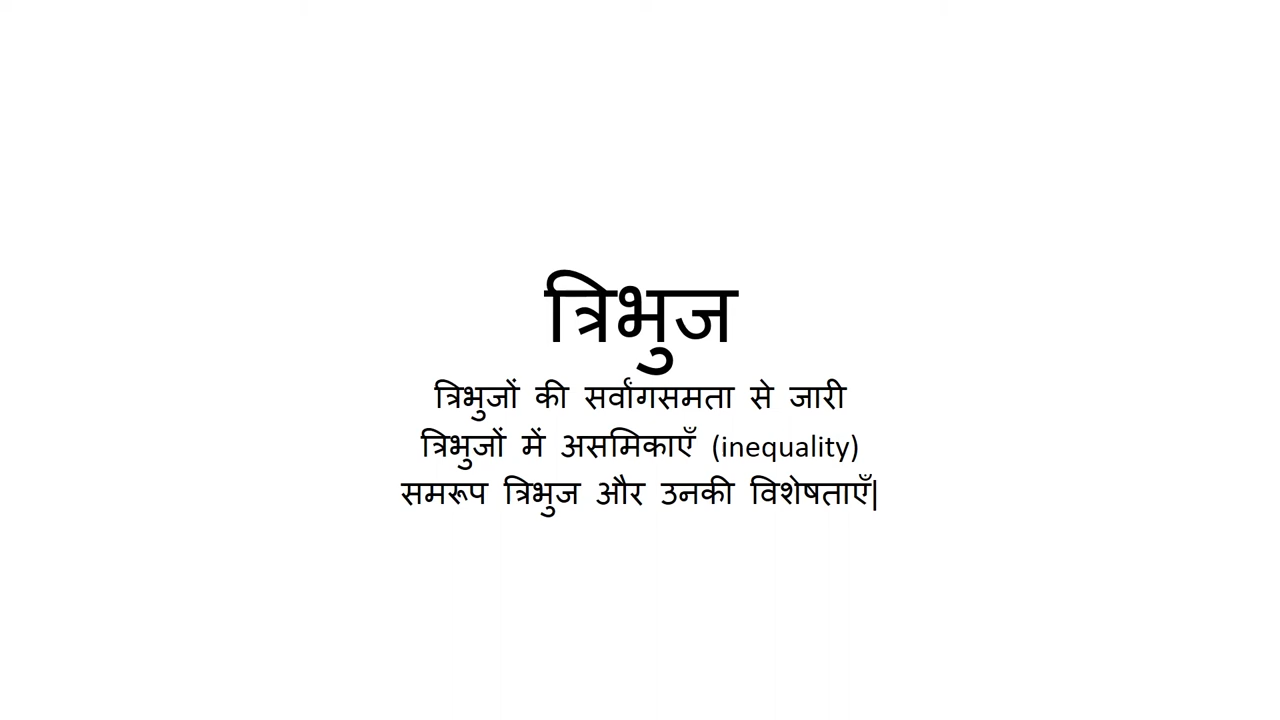 त्रिभुज
त्रिभुजों की सर्वांगसमता से जारी
त्रिभुजों में असमिकाएँ (inequality)
समरूप त्रिभुज और उनकी विशेषताएँ|